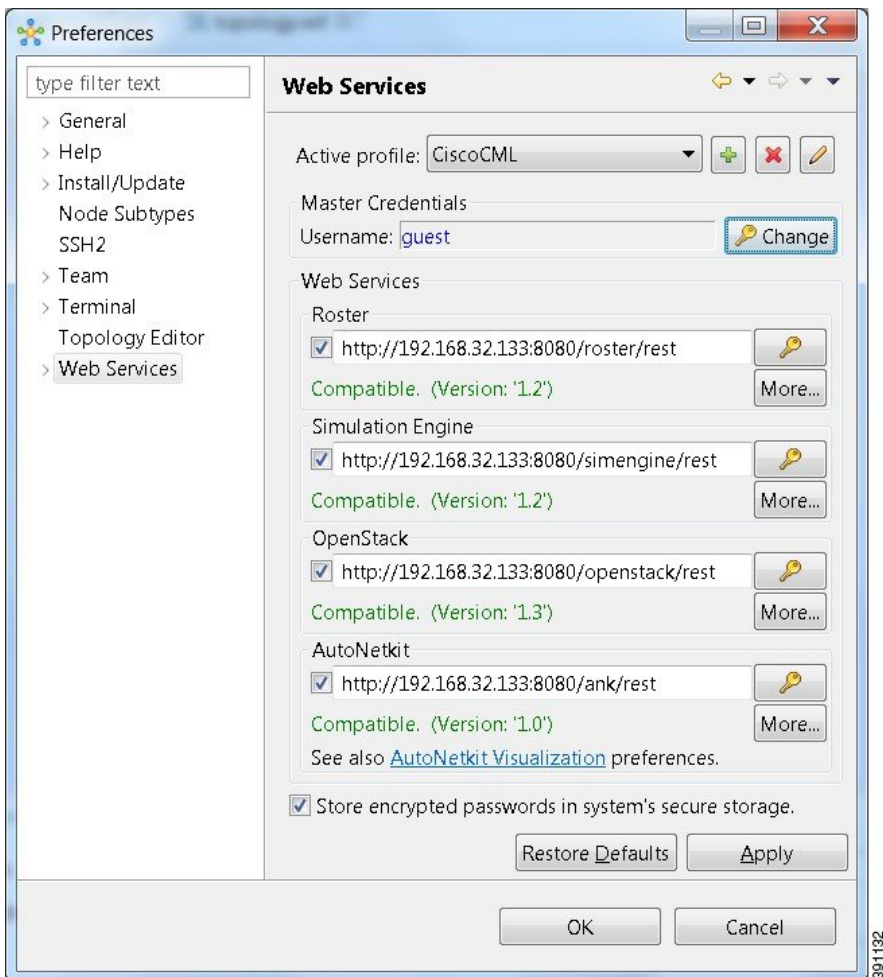 Preferences
type filter text
General
Help
Install/Update
Node Subtypes
SSH2
Team
Terminal
Topology Editor
Web Services
Web Services
Active profile: CiscoCML
Master Credentials
Username: guest
Change
Web Services
Roster
http://192.168.32.133:8080/roster/rest
Compatible. (Version: '1.2')
More...
Simulation Engine
http://192.168.32.133:8080/simengine/rest
Compatible. (Version: '1.2')
More...
OpenStack
http://192.168.32.133:8080/openstack/rest
Compatible. (Version: '1.3')
More...
AutoNetkit
http://192.168.32.133:8080/ank/rest
Compatible. (Version: '1.0')
More...
See also AutoNetkit Visualization preferences.
Store encrypted passwords in system's secure storage.
Restore Defaults
Apply
OK
Cancel